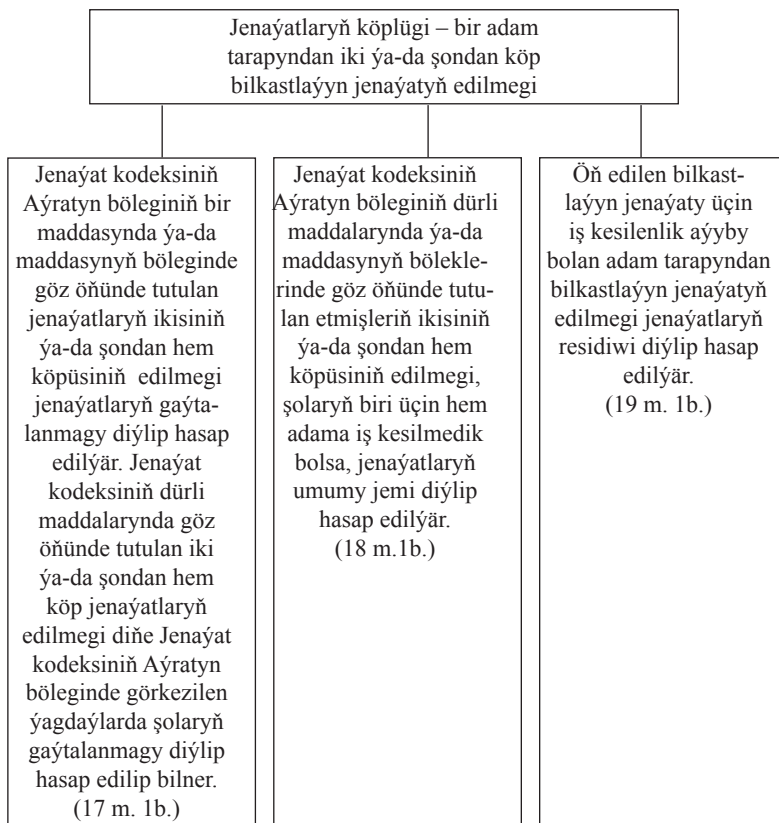 Jenaýatlaryň köplügi – bir adam
tarapyndan iki ýa-da şondan köp
bilkastlaýyn jenaýatyň edilmegi
Jenaýat kodeksiniň
Aýratyn böleginiň bir
maddasynda ýa-da
maddasynyň böleginde
göz öňünde tutulan
jenaýatlaryň ikisiniň
ýa-da şondan hem
köpüsiniň edilmegi
jenaýatlaryň gaýta-
lanmagy diýlip hasap
edilýär. Jenaýat
kodeksiniň dürli
maddalarynda göz
öňünde tutulan iki
ýa-da şondan hem
köp jenaýatlaryň
edilmegi diňe Jenaýat
kodeksiniň Aýratyn
böleginde görkezilen
ýagdaýlarda şolaryň
gaýtalanmagy diýlip
hasap edilip bilner.
(17 m. 1b.)
Jenaýat kodeksiniň
Aýratyn böleginiň dürli
maddalarynda ýa-da
maddasynyň bölekle-
rinde göz öňünde tutu-
lan etmişleriň ikisiniň
ýa-da şondan hem
köpüsiniň edilmegi,
şolaryň biri üçin hem
adama iş kesilmedik
bolsa, jenaýatlaryň
umumy jemi diýlip
hasap edilýär.
(18 m.1b.)
Öň edilen bilkast-
laýyn jenaýaty üçin
iş kesilenlik aýyby
bolan adam tarapyndan
bilkastlaýyn jenaýatyň
edilmegi jenaýatlaryň
residiwi diýlip hasap
edilýär.
(19 m. 1b.)